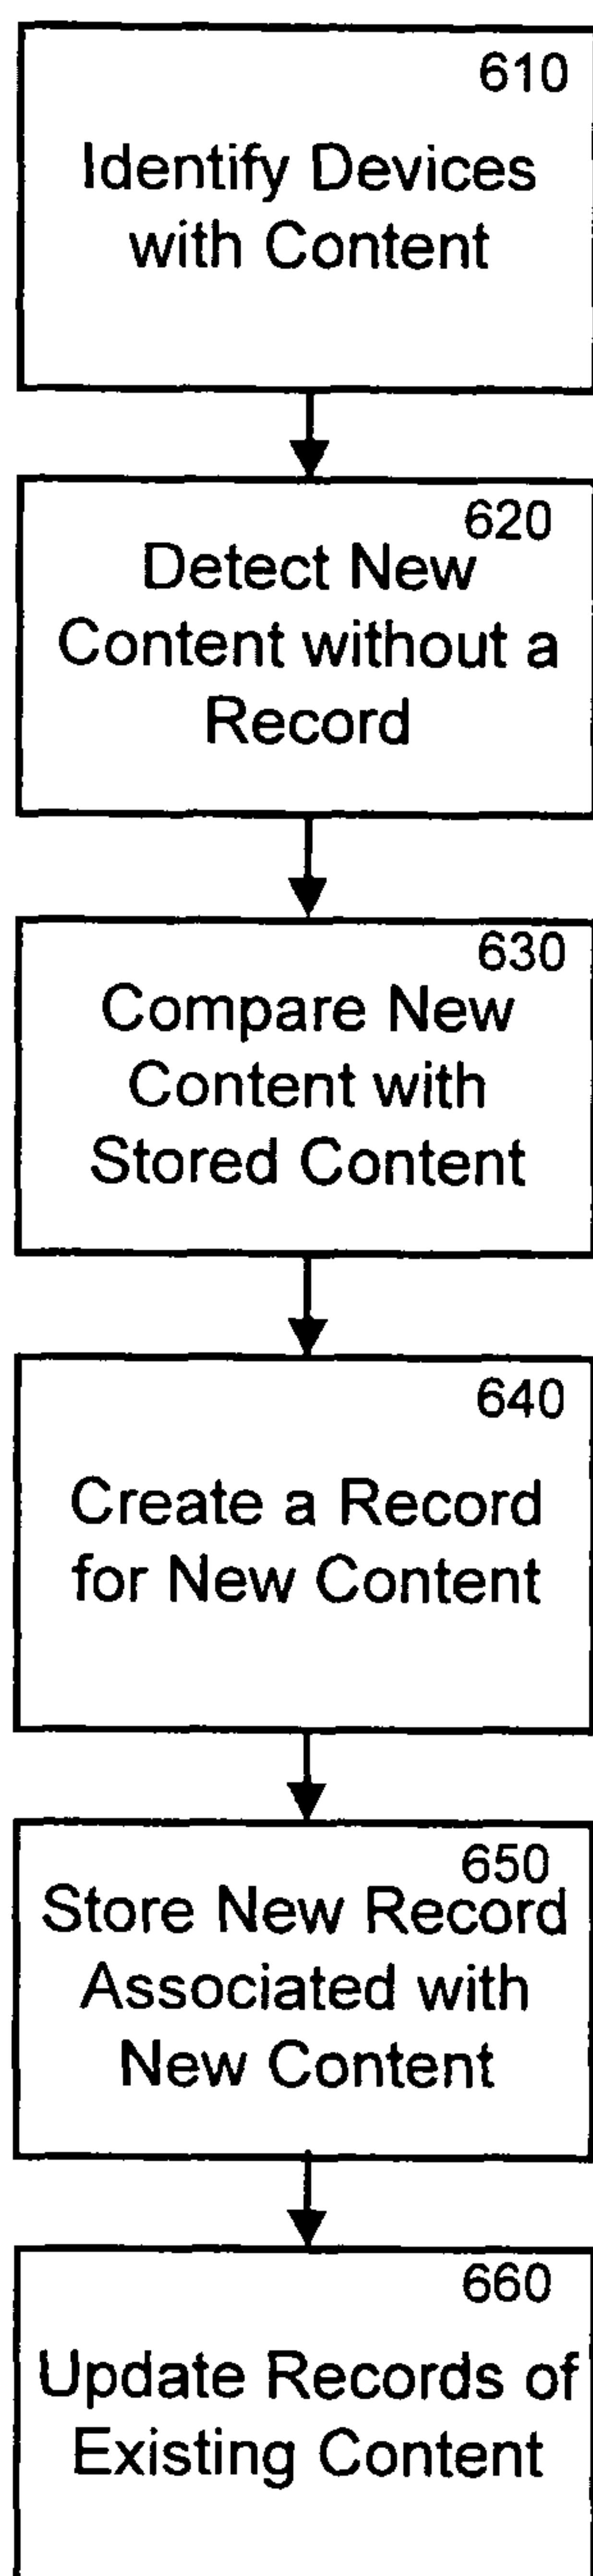 610
Identify Devices
with Content
620
Detect New
Content without a
Record
630
Compare New
Content with
Stored Content
640
Create a Record
for New Content
650
Store New Record
Associated with
New Content
660
Update Records of
Existing Content